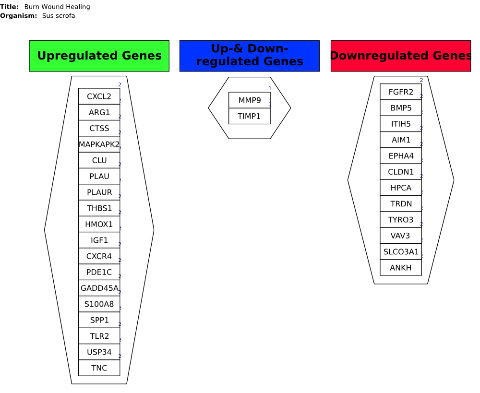 Title: Burn Wound Healing
Organism: Sus scrofa
Upregulated Genes
CXCL2
ARG1
CTSS
MAPKAPK2
CLU
PLAU
PLAUR
THBS1
HMOX1
IGF1
CXCR4
PDE1C
GADD45A
S100A8
SPP1
TLR2
USP34
TNC
Up-& Down-
regulated Genes
MMP9
TIMP1
Downregulated Genes
FGFR2
BMP5
ITIH5
AIM1
EPHA4
CLDN1
HPCA
TRDN
TYRO3
VAV3
SLCO3A1
ANKH